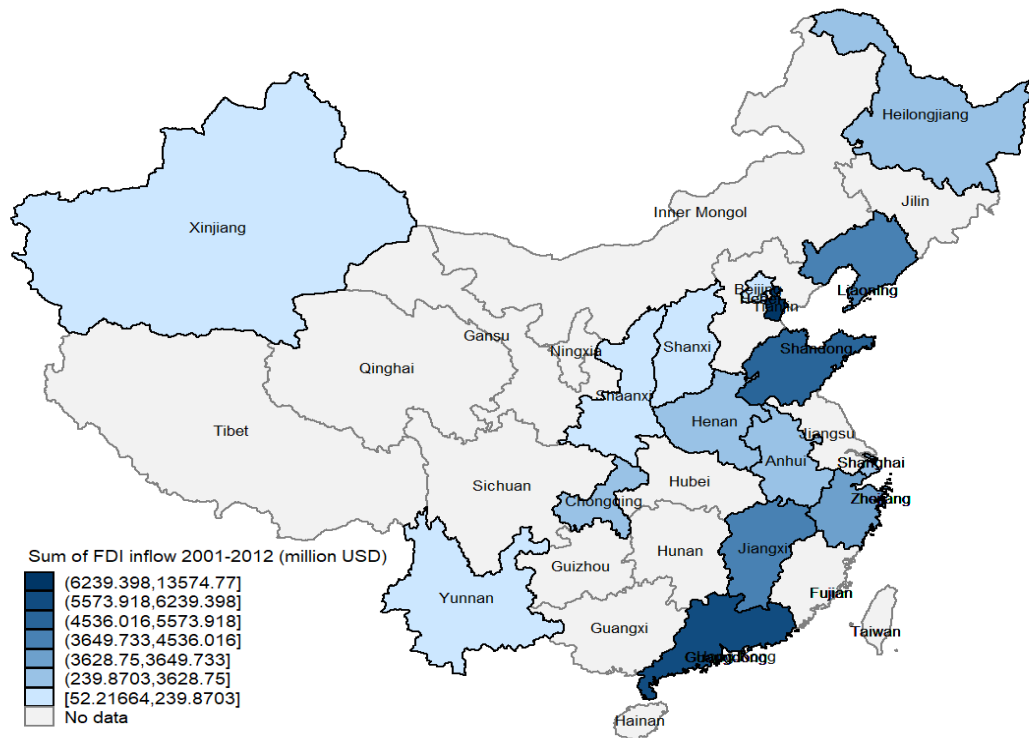 Heilongjiang
Jilin
Inner Mongol
Xinjiang
Beijing
Liaoning
Tianjin
Gansu
Ningxia
Shanxi
Shandong
Qinghai
Shaanxi
Henan
Jiangsu
Tibet
Anhui
Shanghai
Sichuan
Hubei
Chongqing
Zhejiang
Hunan
Jiangxi
Guizhou
Fujian
Yunnan
Guangxi
Taiwan
Guangdong
Hainan
Sum of FDI inflow 2001-2012 (million USD)
(6239.398,13574.77]
(5573.918,6239.398]
(4536.016,5573.918]
(3649.733,4536.016]
(3628.75,3649.733]
(239.8703,3628.75]
[52.21664,239.8703]
No data